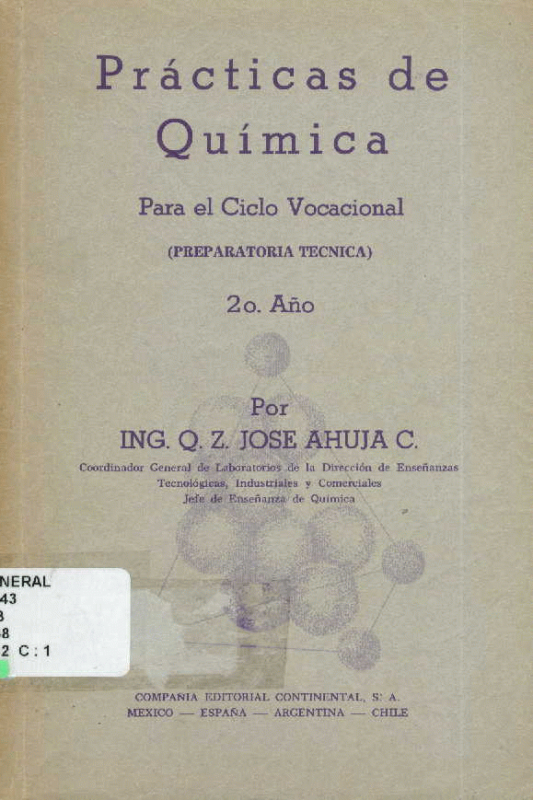 Prácticas de
Química
Para el Ciclo Vocacional
(PREPARATORIA TECNICA)
2o. Año
Por
ING. Q. Z. JOSE AHUJA C.
Coordinador General de Laboratorios de la Dirección de Enseñanzas
Tecnológicas, Industriales y Comerciales
Jefe de Enseñanza de Química
NERAL
43
8
2 C : 1
COMPAÑIA EDITORIAL CONTINENTAL, S. A.
MEXICO — ESPAÑA — ARGENTINA — CHILE